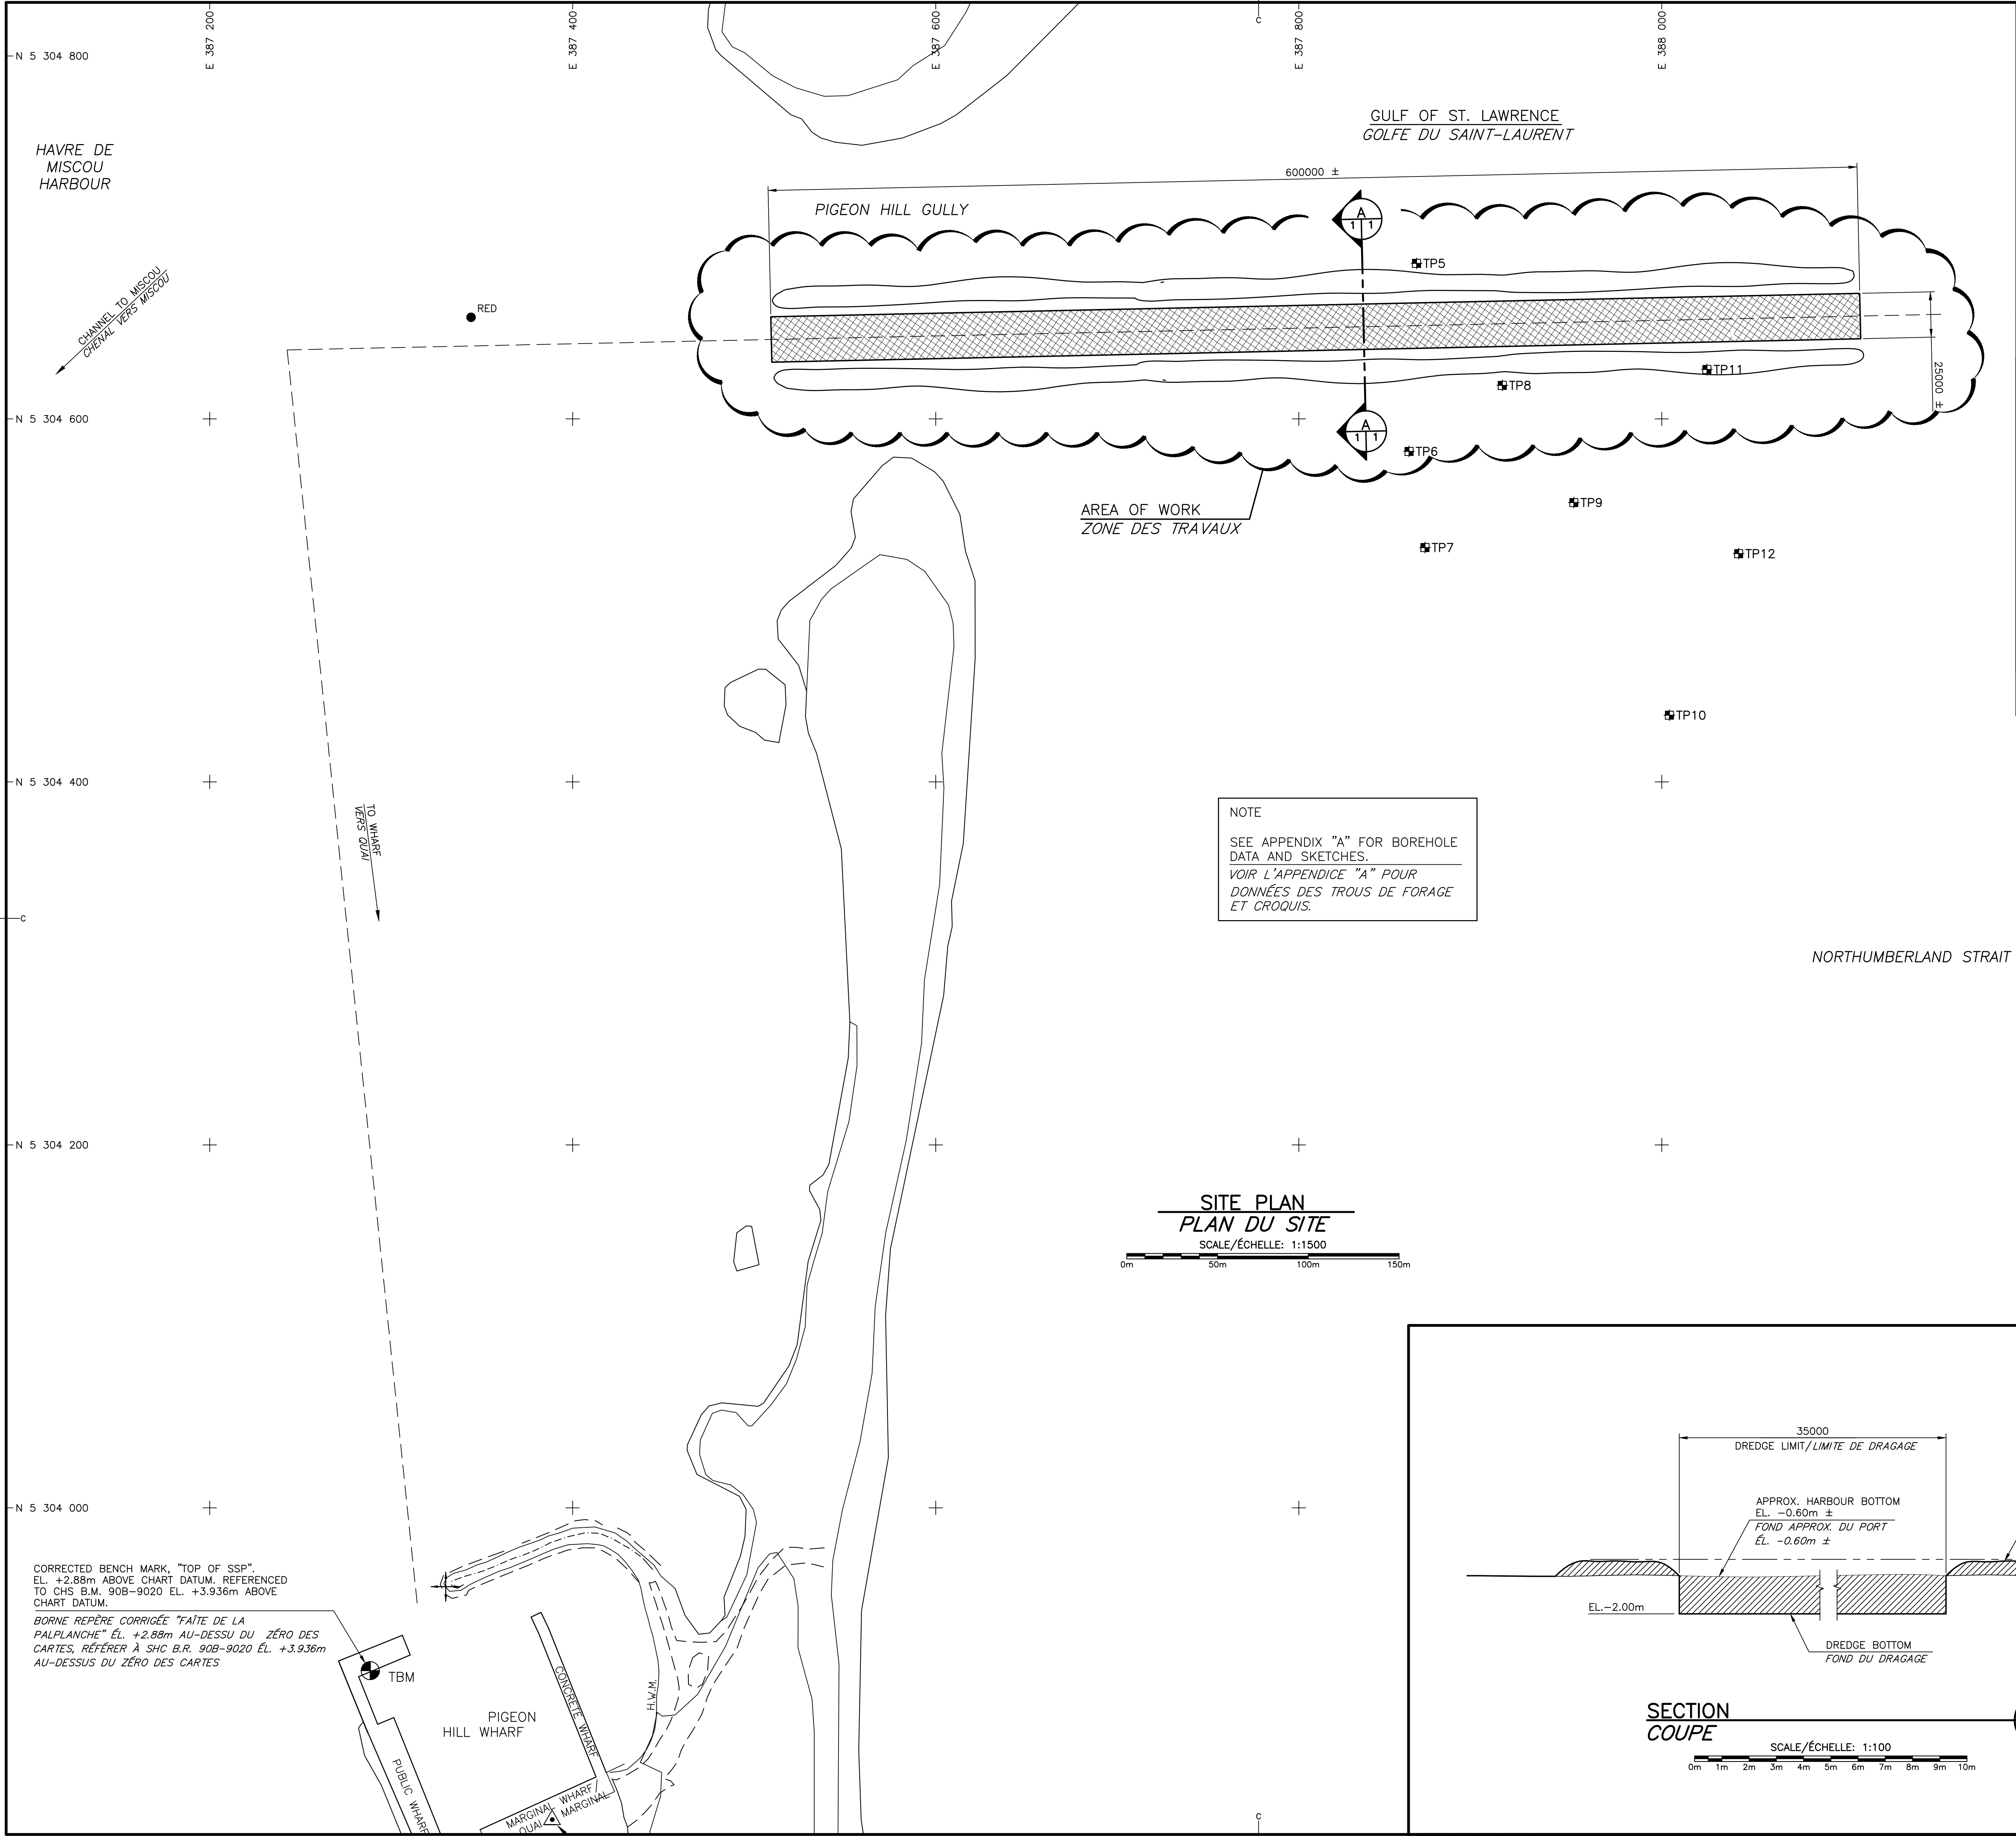 E 387 200
E 387 400
E 387 600
C
E 387 800
E 388 000
N 5 304 800
HAVRE DE
MISCOU
HARBOUR
GULF OF ST. LAWRENCE
GOLFE DU SAINT-LAURENT
600000 ±
PIGEON HILL GULLY
A
1 1
TP5
CHANNEL TO MISCOU
CHENAL VERS MISCOU
RED
TP11
TP8
25000 ±
N 5 304 600
A
1 1
TP6
AREA OF WORK
ZONE DES TRAVAUX
TP9
TP7
TP12
TP10
N 5 304 400
TO WHARF
VERS QUAI
NOTE
SEE APPENDIX "A" FOR BOREHOLE
DATA AND SKETCHES.
VOIR L'APPENDICE "A" POUR
DONNÉES DES TROUS DE FORAGE
ET CROQUIS.
C
NORTHUMBERLAND STRAIT
N 5 304 200
SITE PLAN
PLAN DU SITE
SCALE/ÉCHELLE: 1:1500
0m 50m 100m 150m
N 5 304 000
35000
DREDGE LIMIT/LIMITE DE DRAGAGE
APPROX. HARBOUR BOTTOM
EL. -0.60m ±
FOND APPROX. DU PORT
ÉL. -0.60m ±
EL.-2.00m
DREDGE BOTTOM
FOND DU DRAGAGE
SECTION
COUPE
SCALE/ÉCHELLE: 1:100
0m 1m 2m 3m 4m 5m 6m 7m 8m 9m 10m
CORRECTED BENCH MARK, "TOP OF SSP".
EL. +2.88m ABOVE CHART DATUM. REFERENCED
TO CHS B.M. 90B-9020 EL. +3.936m ABOVE
CHART DATUM.
BORNE REPÈRE CORRIGÉE "FAÎTE DE LA
PALPLANCHE" ÉL. +2.88m AU-DESSU DU ZÉRO DES
CARTES, RÉFÉRER À SHC B.R. 90B-9020 ÉL. +3.936m
AU-DESSUS DU ZÉRO DES CARTES
TBM
PIGEON
HILL WHARF
CONCRETE WHARF
H.W.M.
PUBLIC WHARF
MARGINAL WHARF
QUAI MARGINAL
C